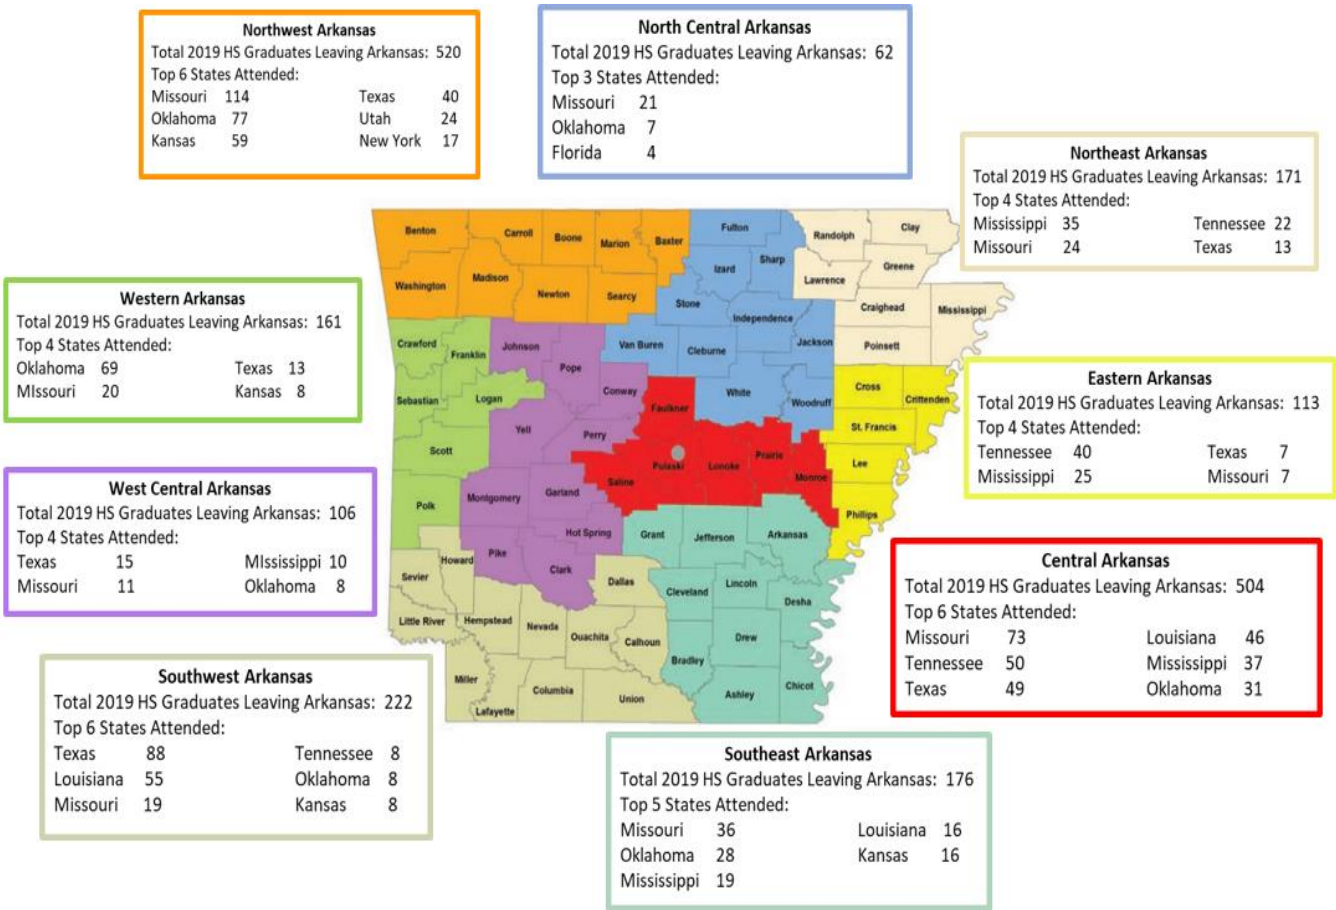 Northwest Arkansas
Total 2019 HS Graduates Leaving Arkansas: 520
Top 6 States Attended:
Missouri 114 Texas 40
Oklahoma 77 Utah 24
Kansas 59 New York 17
North Central Arkansas
Total 2019 HS Graduates Leaving Arkansas: 62
Top 3 States Attended:
Missouri 21
Oklahoma 7
Florida 4
Northeast Arkansas
Total 2019 HS Graduates Leaving Arkansas: 171
Top 4 States Attended:
Mississippi 35 Tennessee 22
Missouri 24 Texas 13
Western Arkansas
Total 2019 HS Graduates Leaving Arkansas: 161
Top 4 States Attended:
Oklahoma 69 Texas 13
MIssouri 20 Kansas 8
Eastern Arkansas
Total 2019 HS Graduates Leaving Arkansas: 113
Top 4 States Attended:
Tennessee 40 Texas 7
Mississippi 25 Missouri 7
West Central Arkansas
Total 2019 HS Graduates Leaving Arkansas: 106
Top 4 States Attended:
Texas 15 MIssissippi 10
Missouri 11 Oklahoma 8
Central Arkansas
Total 2019 HS Graduates Leaving Arkansas: 504
Top 6 States Attended:
Missouri 73 Louisiana 46
Tennessee 50 Mississippi 37
Texas 49 Oklahoma 31
Southwest Arkansas
Total 2019 HS Graduates Leaving Arkansas: 222
Top 6 States Attended:
Texas 88 Tennessee 8
Louisiana 55 Oklahoma 8
Missouri 19 Kansas 8
Southeast Arkansas
Total 2019 HS Graduates Leaving Arkansas: 176
Top 5 States Attended:
Missouri 36 Louisiana 16
Oklahoma 28 Kansas 16
Mississippi 19
Benton
Carroll
Boone
Marion
Baxter
Fulton
Randolph
Clay
Washington
Madison
Newton
Searcy
Izard
Sharp
Lawrence
Greene
Stone
Independence
Craighead
Mississippi
Crawford
Franklin
Johnson
Pope
Van Buren
Cleburne
Jackson
Poinsett
Sebastian
Logan
Conway
Faulkner
White
Woodruff
Cross
Crittenden
Scott
Yell
Perry
Saline
Pulaski
Lonoke
Prairie
Monroe
St. Francis
Lee
Phillips
Polk
Montgomery
Garland
Hot Spring
Grant
Jefferson
Arkansas
Sevier
Howard
Pike
Clark
Dallas
Cleveland
Lincoln
Desha
Little River
Hempstead
Nevada
Ouachita
Calhoun
Bradley
Drew
Miller
Lafayette
Columbia
Union
Ashley
Chicot